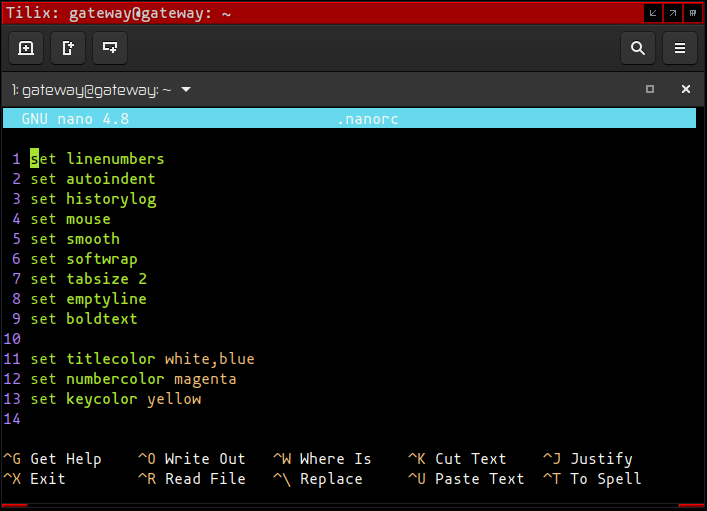 Tilix: gateway@gateway: ~
1: gateway@gateway: ~
GNU nano 4.8 .nanorc
1 set linenumbers
2 set autoindent
3 set historylog
4 set mouse
5 set smooth
6 set softwrap
7 set tabsize 2
8 set emptyline
9 set boldtext
10
11 set titlecolor white,blue
12 set numbercolor magenta
13 set keycolor yellow
14
^G Get Help ^O Write Out ^W Where Is ^K Cut Text ^J Justify
^X Exit ^R Read File ^\ Replace ^U Paste Text ^T To Spell